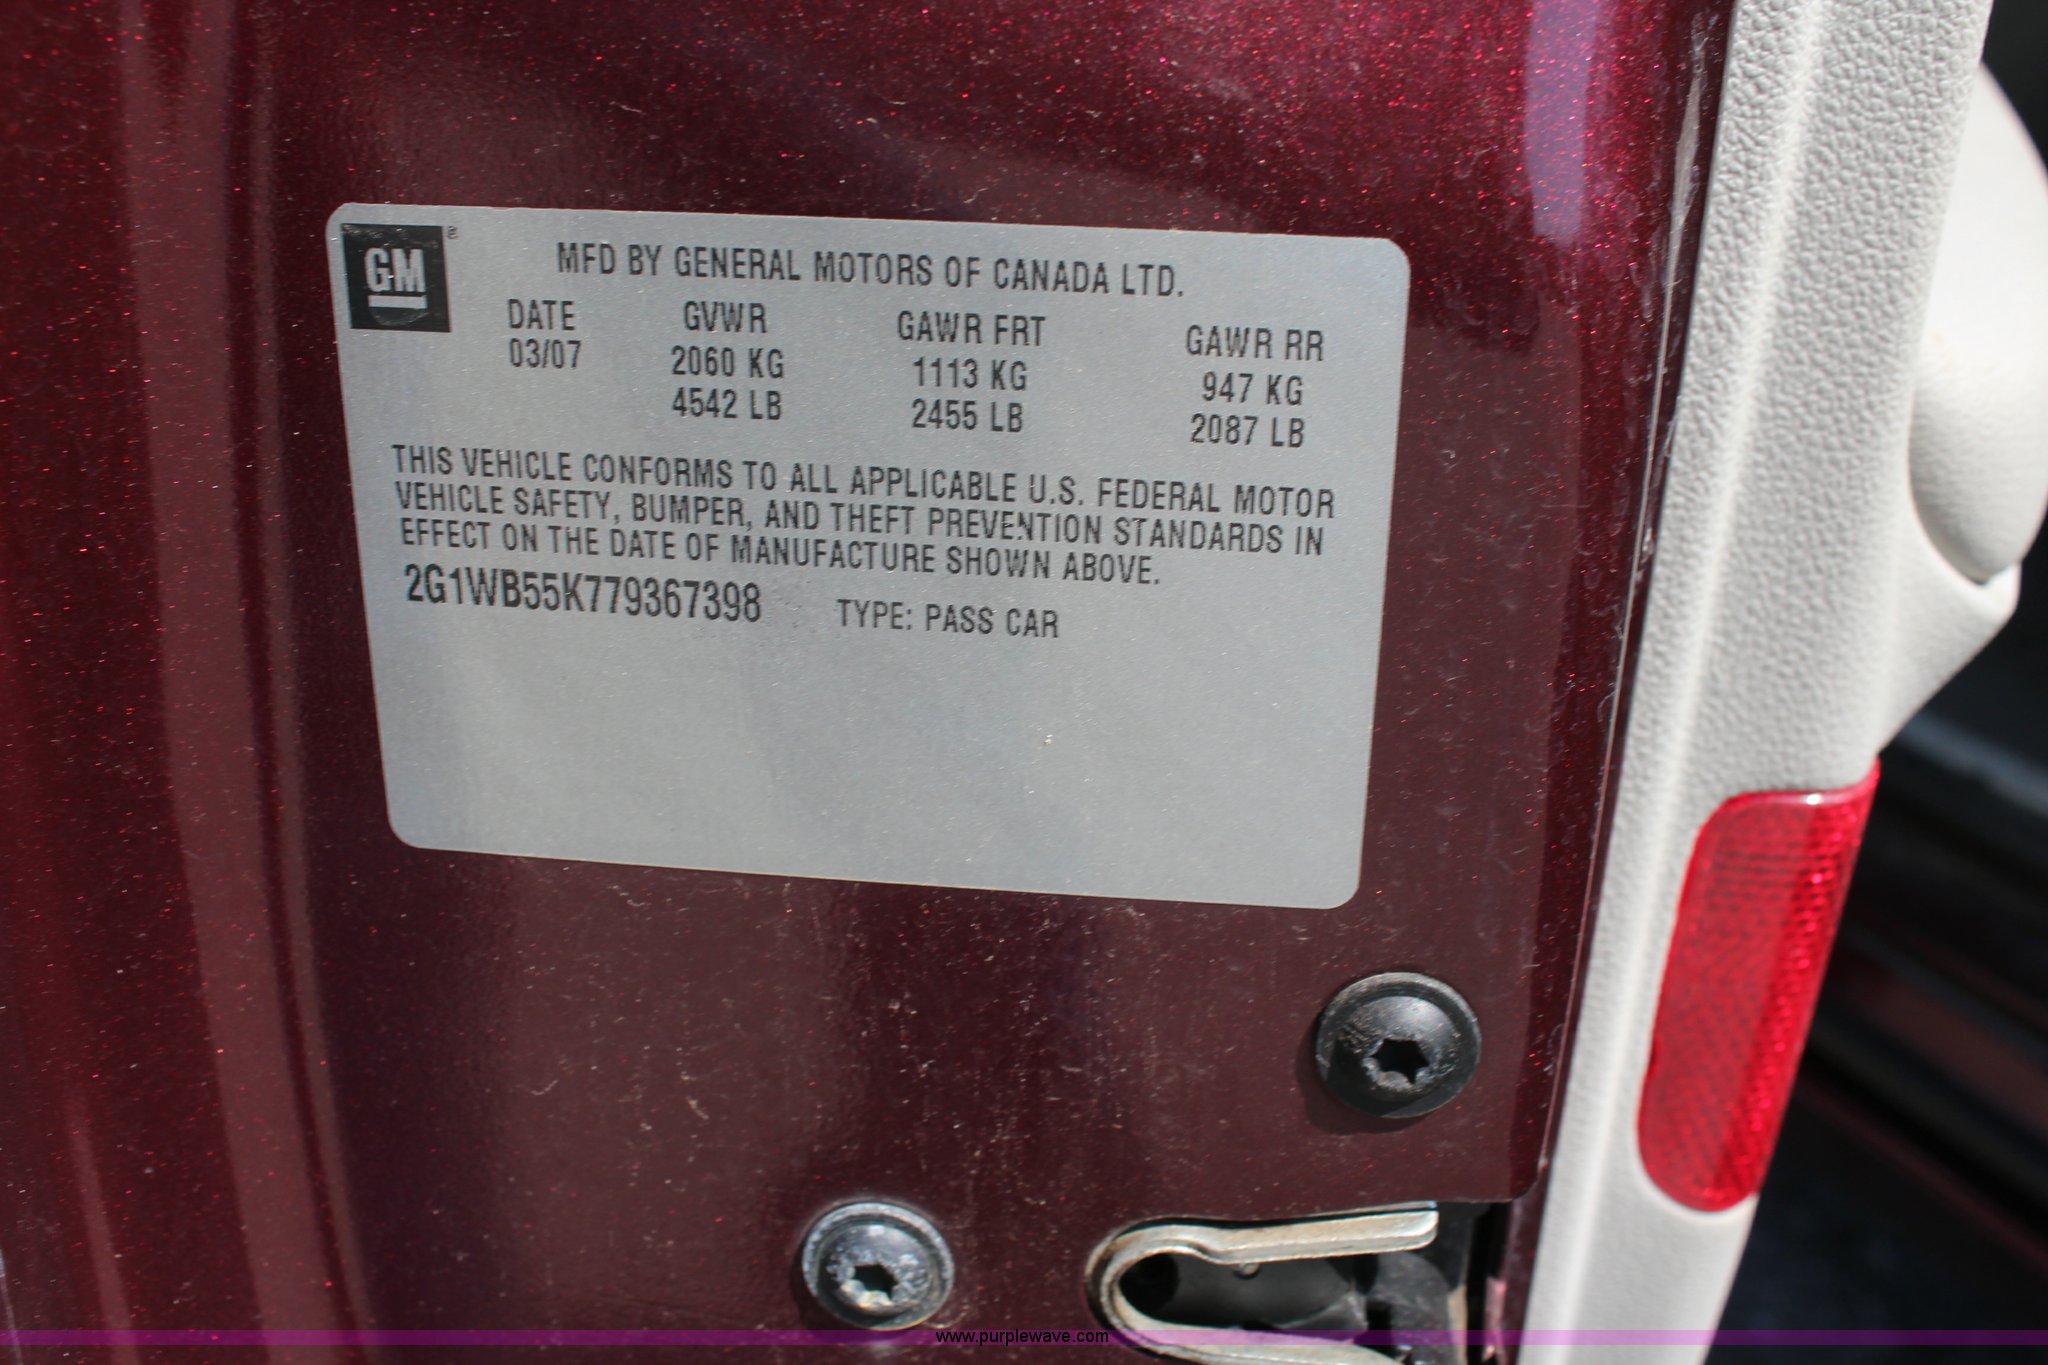 GM ®
MFD BY GENERAL MOTORS OF CANADA LTD.
DATE GVWR GAWR FRT GAWR RR
03/07 2060 KG 1113 KG 947 KG
4542 LB 2455 LB 2087 LB
THIS VEHICLE CONFORMS TO ALL APPLICABLE U.S. FEDERAL MOTOR
VEHICLE SAFETY, BUMPER, AND THEFT PREVENTION STANDARDS IN
EFFECT ON THE DATE OF MANUFACTURE SHOWN ABOVE.
2G1WB55K779367398 TYPE: PASS CAR
www.purplewave.com